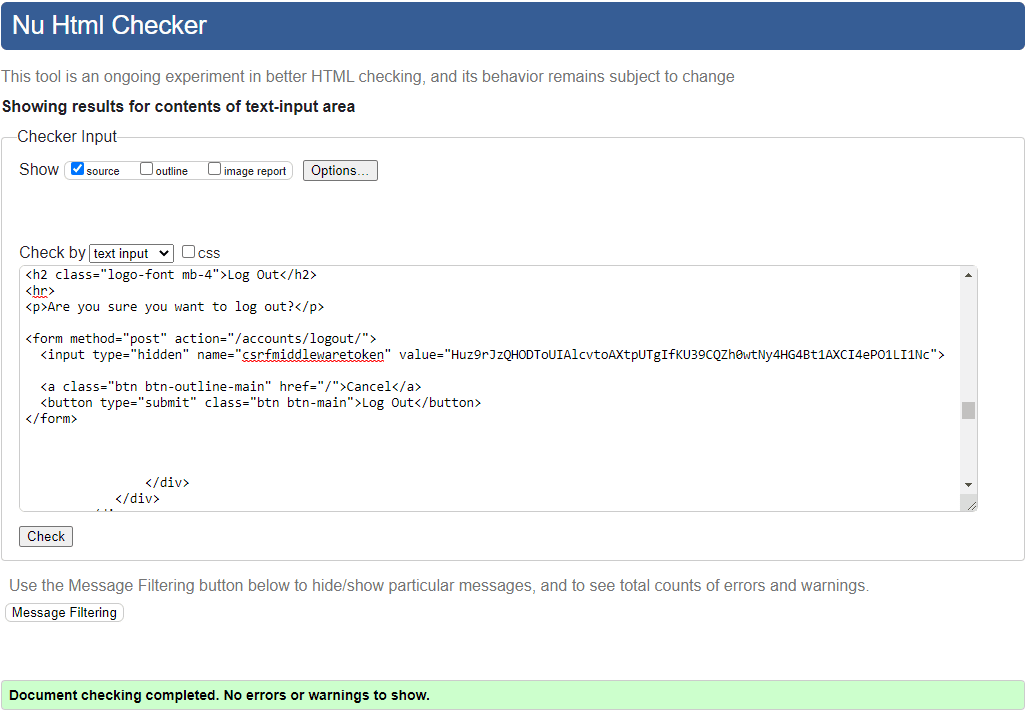 Nu Html Checker
This tool is an ongoing experiment in better HTML checking, and its behavior remains subject to change
Showing results for contents of text-input area
Checker Input
Show source outline image report Options...
Check by text input css
<h2 class="logo-font mb-4">Log Out</h2>
<hr>
<p>Are you sure you want to log out?</p>
<form method="post" action="/accounts/logout/">
<input type="hidden" name="csrfmiddlewaretoken" value="Huz9rJzQHODToUIAlcvtoAXtpUTgIfKU39CQZh0wtNy4HG4Bt1AXCI4ePO1LI1Nc">
<a class="btn btn-outline-main" href="/">Cancel</a>
<button type="submit" class="btn btn-main">Log Out</button>
</form>
</div>
</div>
Check
Use the Message Filtering button below to hide/show particular messages, and to see total counts of errors and warnings.
Message Filtering
Document checking completed. No errors or warnings to show.